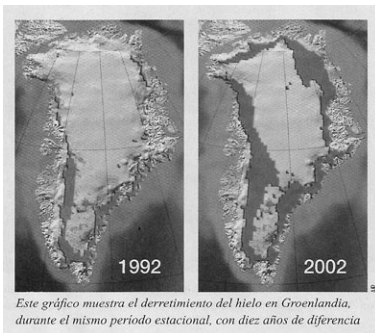 1992
2002
Este gráfico muestra el derretimiento del hielo en Groenlandia,
durante el mismo período estacional, con diez años de diferencia